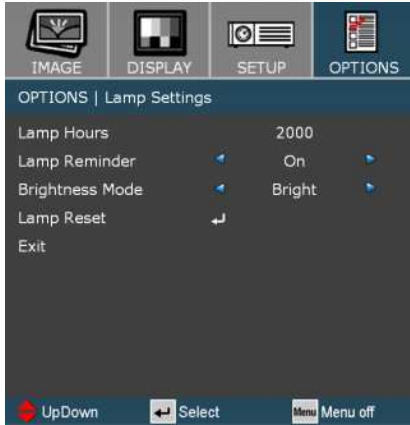 IMAGE DISPLAY SETUP OPTIONS
OPTIONS | Lamp Settings
Lamp Hours 2000
Lamp Reminder On
Brightness Mode Bright
Lamp Reset
Exit
UpDown Select Menu Menu off